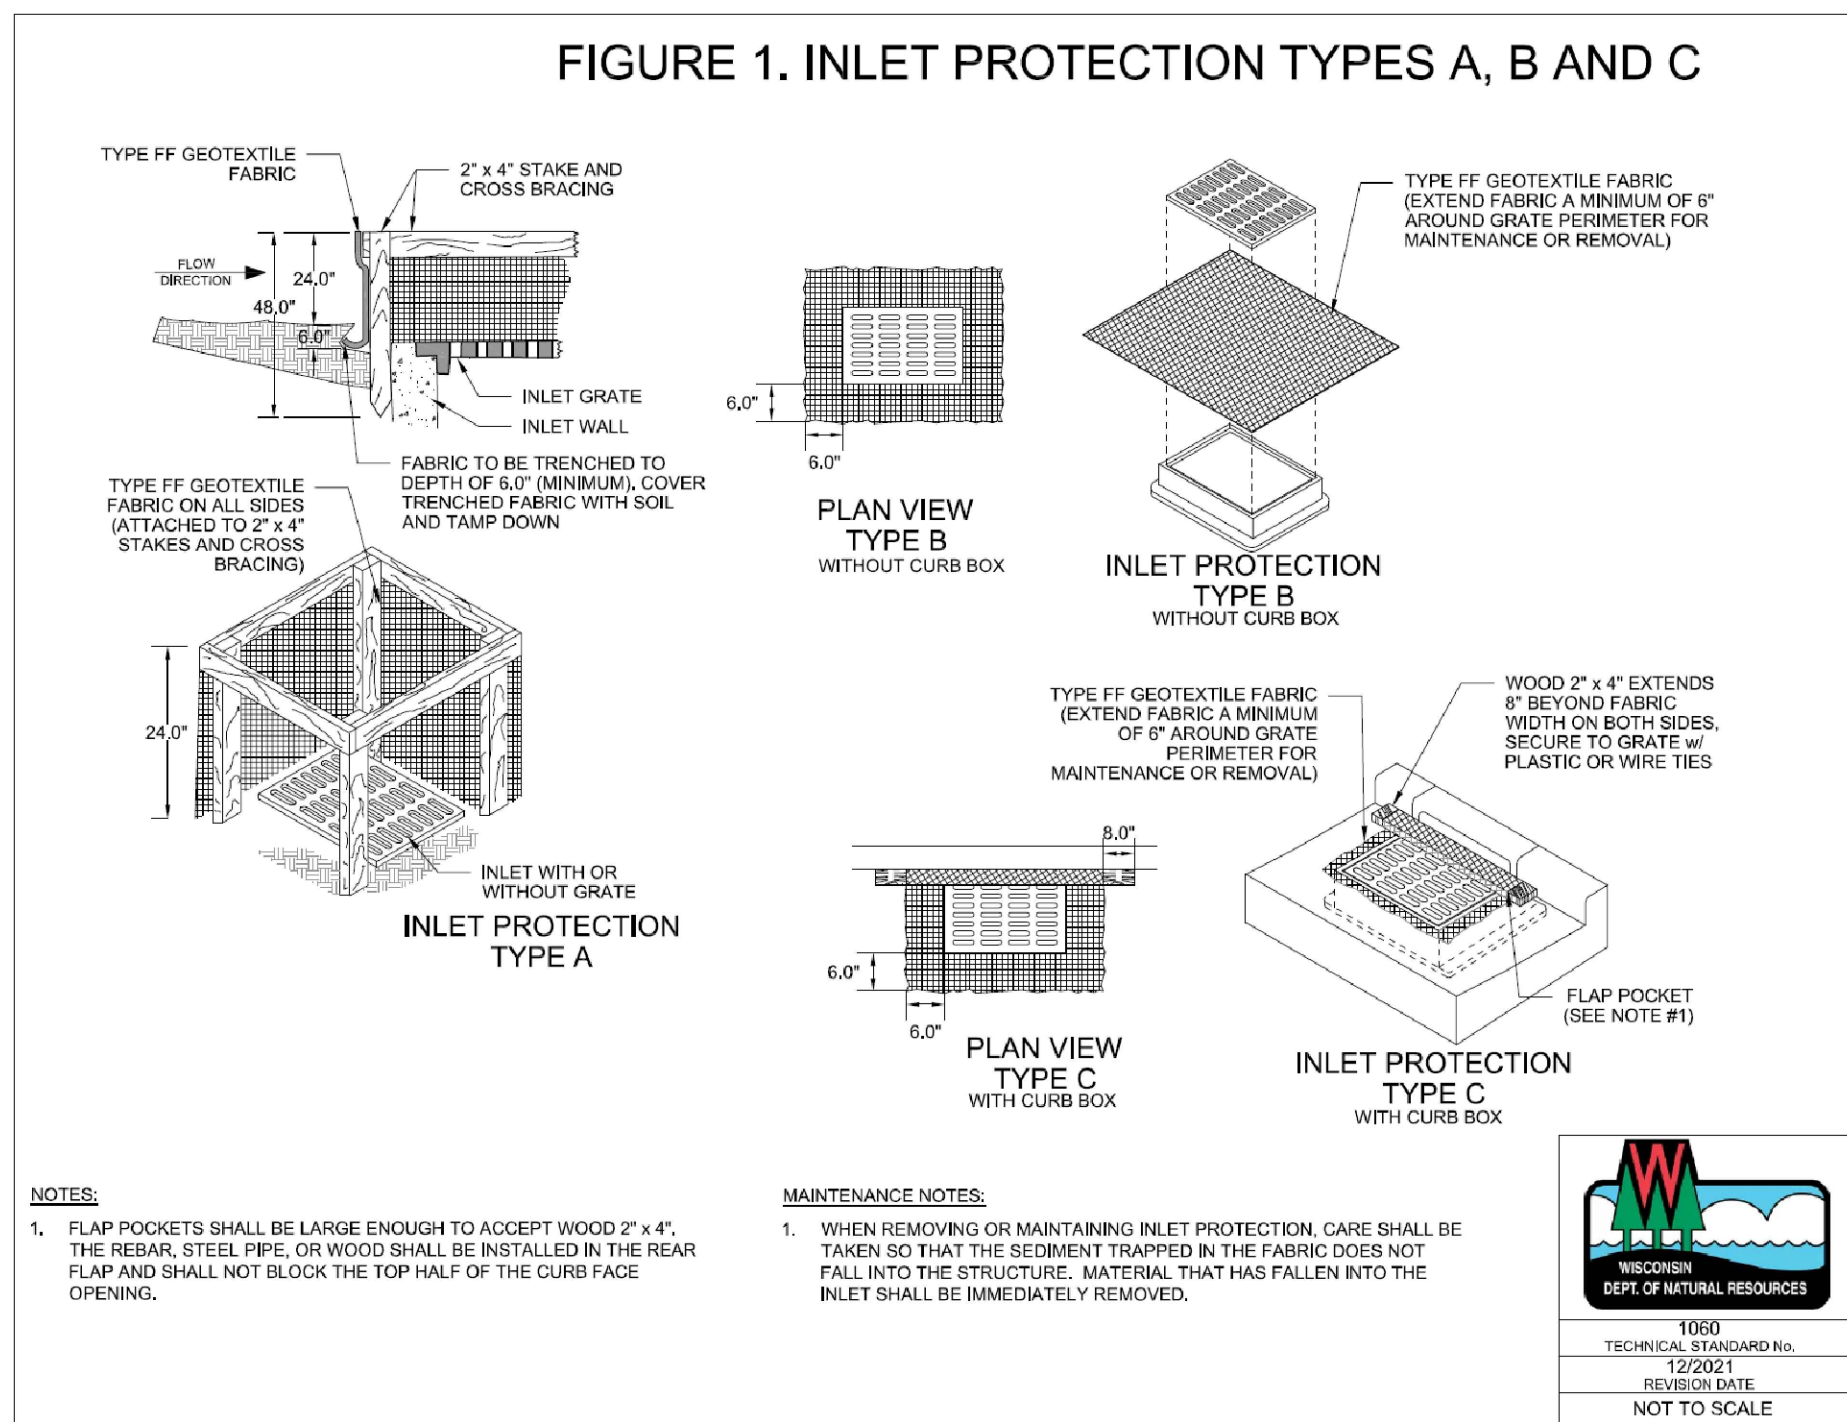 FIGURE 1. INLET PROTECTION TYPES A, B AND C
TYPE FF GEOTEXTILE
FABRIC
2" x 4" STAKE AND
CROSS BRACING
FLOW
DIRECTION
24.0"
48.0"
6.0"
INLET GRATE
INLET WALL
FABRIC TO BE TRENCHED TO
DEPTH OF 6.0" (MINIMUM). COVER
TRENCHED FABRIC WITH SOIL
AND TAMP DOWN
TYPE FF GEOTEXTILE
FABRIC ON ALL SIDES
(ATTACHED TO 2" x 4"
STAKES AND CROSS
BRACING)
24.0"
INLET WITH OR
WITHOUT GRATE
INLET PROTECTION
TYPE A
6.0"
6.0"
PLAN VIEW
TYPE B
WITHOUT CURB BOX
TYPE FF GEOTEXTILE FABRIC
(EXTEND FABRIC A MINIMUM OF 6"
AROUND GRATE PERIMETER FOR
MAINTENANCE OR REMOVAL)
INLET PROTECTION
TYPE B
WITHOUT CURB BOX
TYPE FF GEOTEXTILE FABRIC
(EXTEND FABRIC A MINIMUM
OF 6" AROUND GRATE
PERIMETER FOR
MAINTENANCE OR REMOVAL)
WOOD 2" x 4" EXTENDS
8" BEYOND FABRIC
WIDTH ON BOTH SIDES,
SECURE TO GRATE w/
PLASTIC OR WIRE TIES
8.0"
6.0"
6.0"
PLAN VIEW
TYPE C
WITH CURB BOX
FLAP POCKET
(SEE NOTE #1)
INLET PROTECTION
TYPE C
WITH CURB BOX
NOTES:
1. FLAP POCKETS SHALL BE LARGE ENOUGH TO ACCEPT WOOD 2" x 4".
THE REBAR, STEEL PIPE, OR WOOD SHALL BE INSTALLED IN THE REAR
FLAP AND SHALL NOT BLOCK THE TOP HALF OF THE CURB FACE
OPENING.
MAINTENANCE NOTES:
1. WHEN REMOVING OR MAINTAINING INLET PROTECTION, CARE SHALL BE
TAKEN SO THAT THE SEDIMENT TRAPPED IN THE FABRIC DOES NOT
FALL INTO THE STRUCTURE. MATERIAL THAT HAS FALLEN INTO THE
INLET SHALL BE IMMEDIATELY REMOVED.
W
WISCONSIN
DEPT. OF NATURAL RESOURCES
1060
TECHNICAL STANDARD No.
12/2021
REVISION DATE
NOT TO SCALE